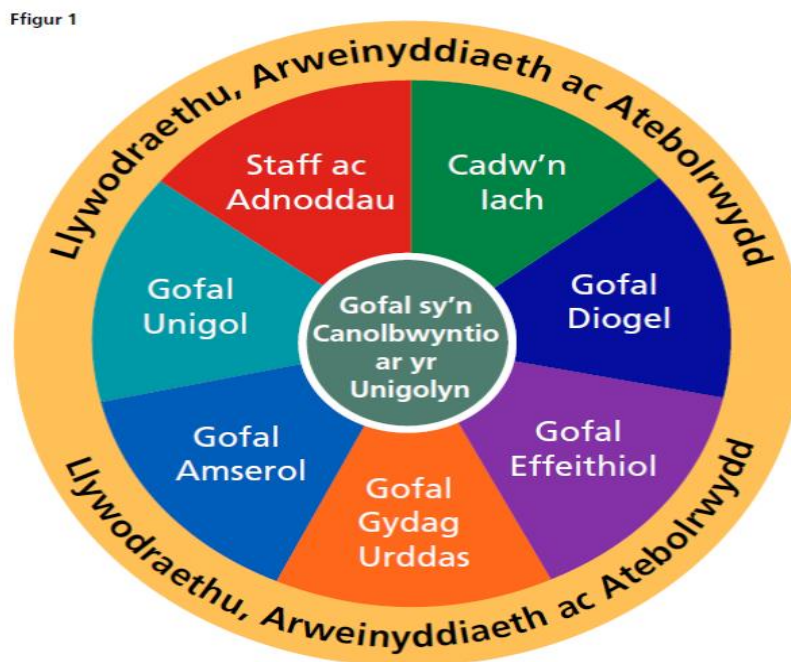 Ffigur 1
Llywodraethu, Arweinyddiaeth ac Atebolrwydd
Staff ac
Adnoddau
Cadw'n
Iach
Gofal
Diogel
Gofal
Effeithiol
Gofal
Gydag
Urddas
Gofal
Amserol
Gofal
Unigol
Gofal sy'n
Canolbwyntio
ar yr
Unigolyn
Llywodraethu, Arweinyddiaeth ac Atebolrwydd